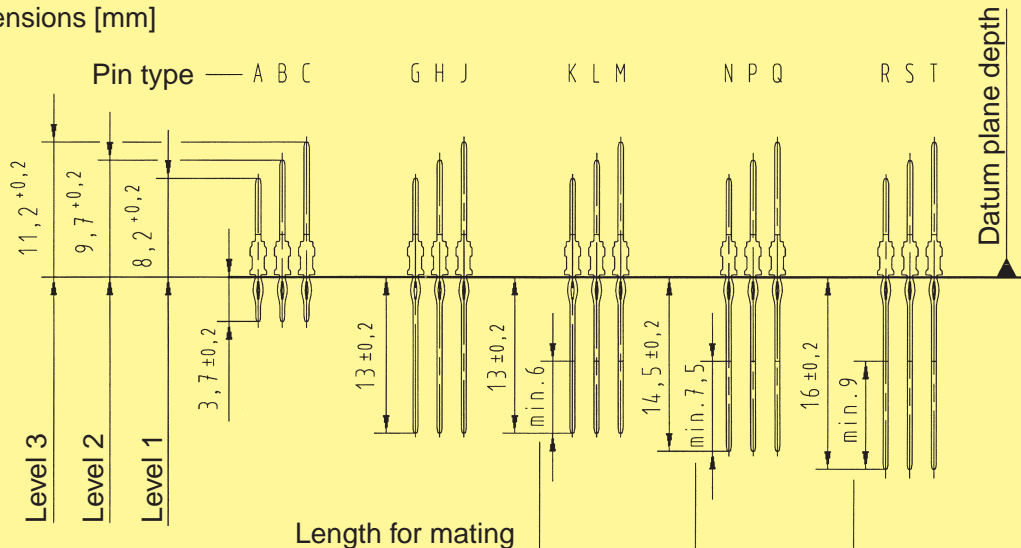 ensions [mm]
Pin type A B C G H J K L M N P Q R S T
Datum plane depth
11,2 +0,2
9,7 +0,2
8,2 +0,2
3,7 ±0,2
13 ±0,2
13 ±0,2
min.6
14,5 ±0,2
min.7,5
16 ±0,2
min.9
Level 3
Level 2
Level 1
Length for mating